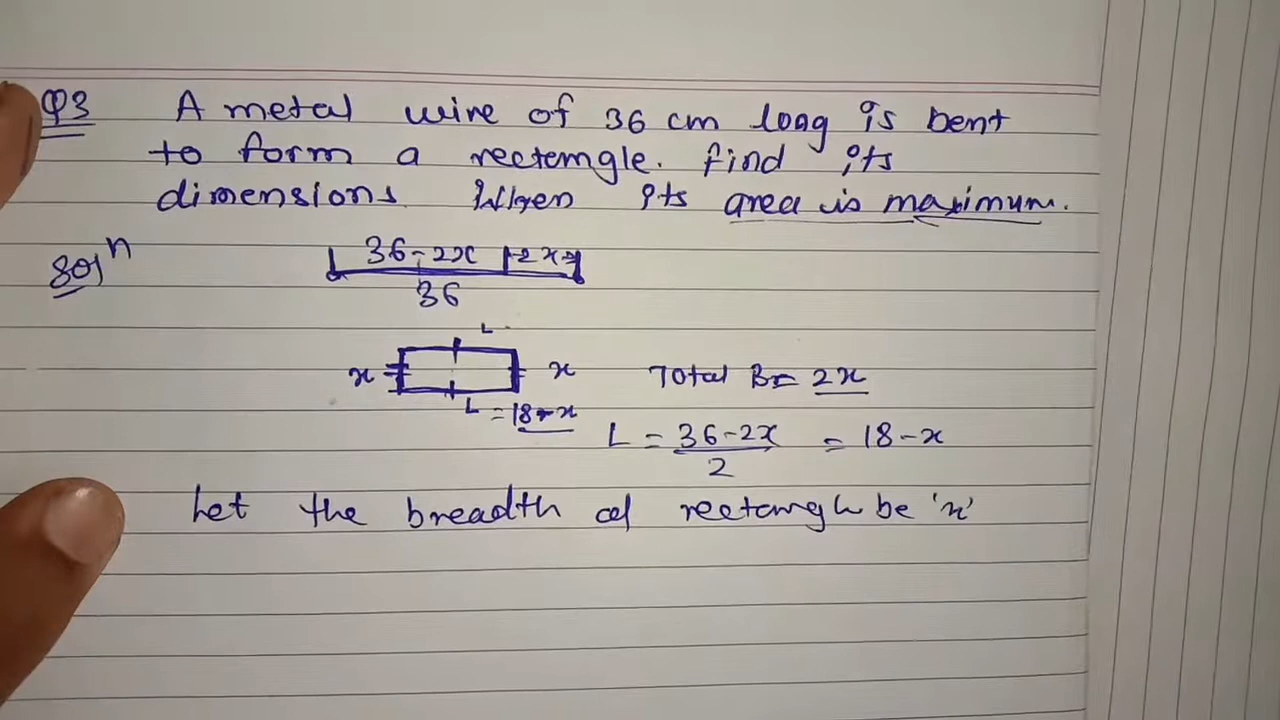 Q3 A metal wire of 36 cm long is bent
to form a rectangle. find its
dimensions When its area is maximum.
Solⁿ
36-2x 2x
36
L
x x Total B = 2x
L = 18-x
L = 36-2x/2 = 18-x
Let the breadth of rectangle be 'x'